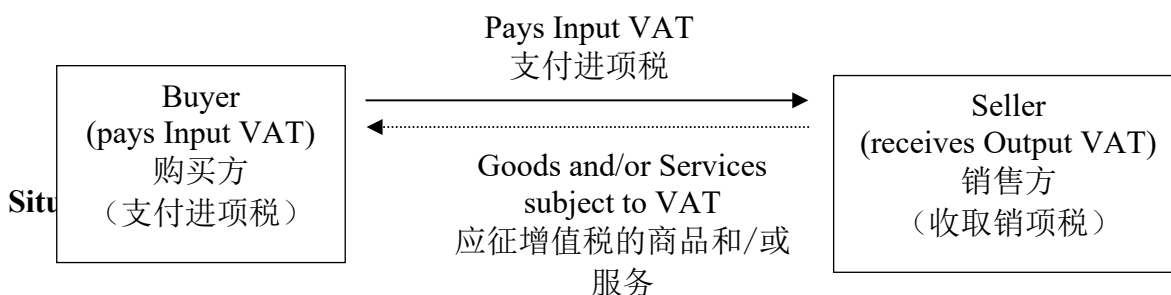 Pays Input VAT
支付进项税
Buyer
(pays Input VAT)
购买方
（支付进项税）
Goods and/or Services
subject to VAT
应征增值税的商品和/或
服务
Seller
(receives Output VAT)
销售方
（收取销项税）
Situ